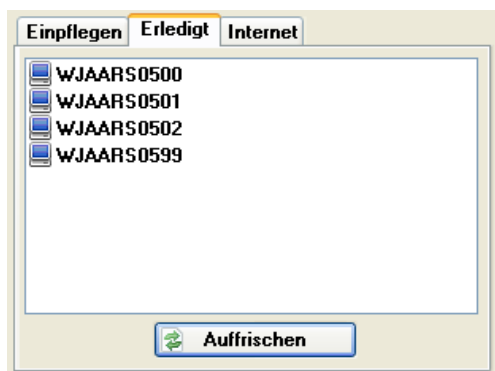 Einpflegen Erledigt Internet
WJAARS0500
WJAARS0501
WJAARS0502
WJAARS0599
Auffrischen